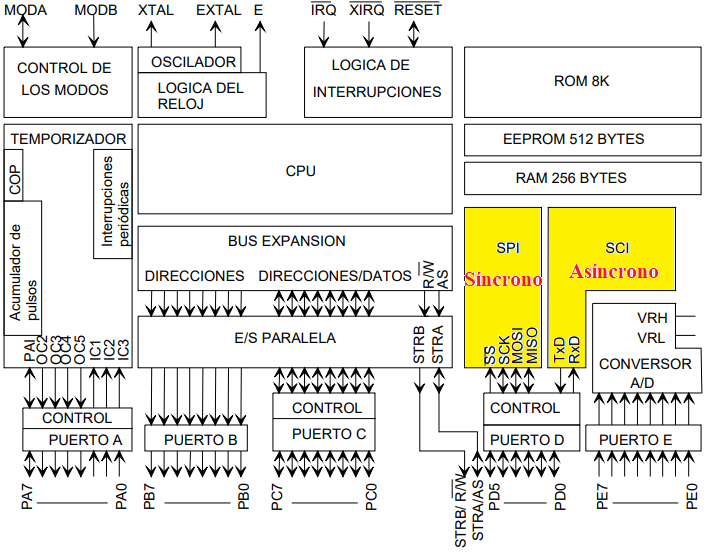 MODA MODB XTAL EXTAL E IRQ XIRQ RESET
CONTROL DE
LOS MODOS
OSCILADOR
LOGICA DEL
RELOJ
LOGICA DE
INTERRUPCIONES
ROM 8K
TEMPORIZADOR
COP
Interrupciones
periódicas
Acumulador de
pulsos
CPU
EEPROM 512 BYTES
RAM 256 BYTES
BUS EXPANSION
DIRECCIONES DIRECCIONES/DATOS R/W AS
SPI
Síncrono
SCI
Asíncrono
E/S PARALELA STRB STRA
VRH
VRL
CONVERSOR
A/D
PAI OC2 OC3 OC4 OC5 IC1 IC2 IC3
SS SCK MOSI MISO TxD RxD
CONTROL
PUERTO A
PUERTO B
CONTROL
PUERTO C
CONTROL
PUERTO D
PUERTO E
PA7 PA0 PB7 PB0 PC7 PC0 STRB/ R/W STRA/AS PD5 PD0 PE7 PE0